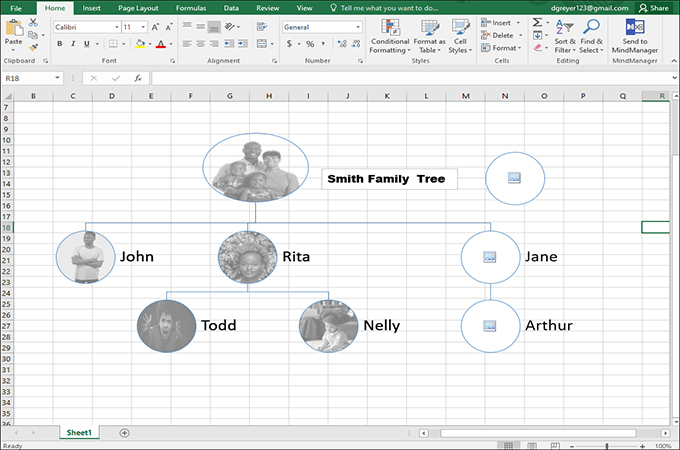 File Home Insert Page Layout Formulas Data Review View Tell me what you want to do... dgreyer123@gmail.com Share
Paste
Calibri 11
B I U
General
$ % ,
Conditional Formatting Format as Table Cell Styles
Insert
Delete
Format
Sort & Filter Find & Select
Send to MindManager
Clipboard Font Alignment Number Styles Cells Editing MindManager
R18 fx
B C D E F G H I J K L M N O P Q R
7
8
9
10
11
12
13
Smith Family Tree
14
15
16
17
18
19
20
21
John Rita Jane
22
23
24
25
26
27
Todd Nelly Arthur
28
29
30
31
32
33
34
35
36
Sheet1
Ready 100%